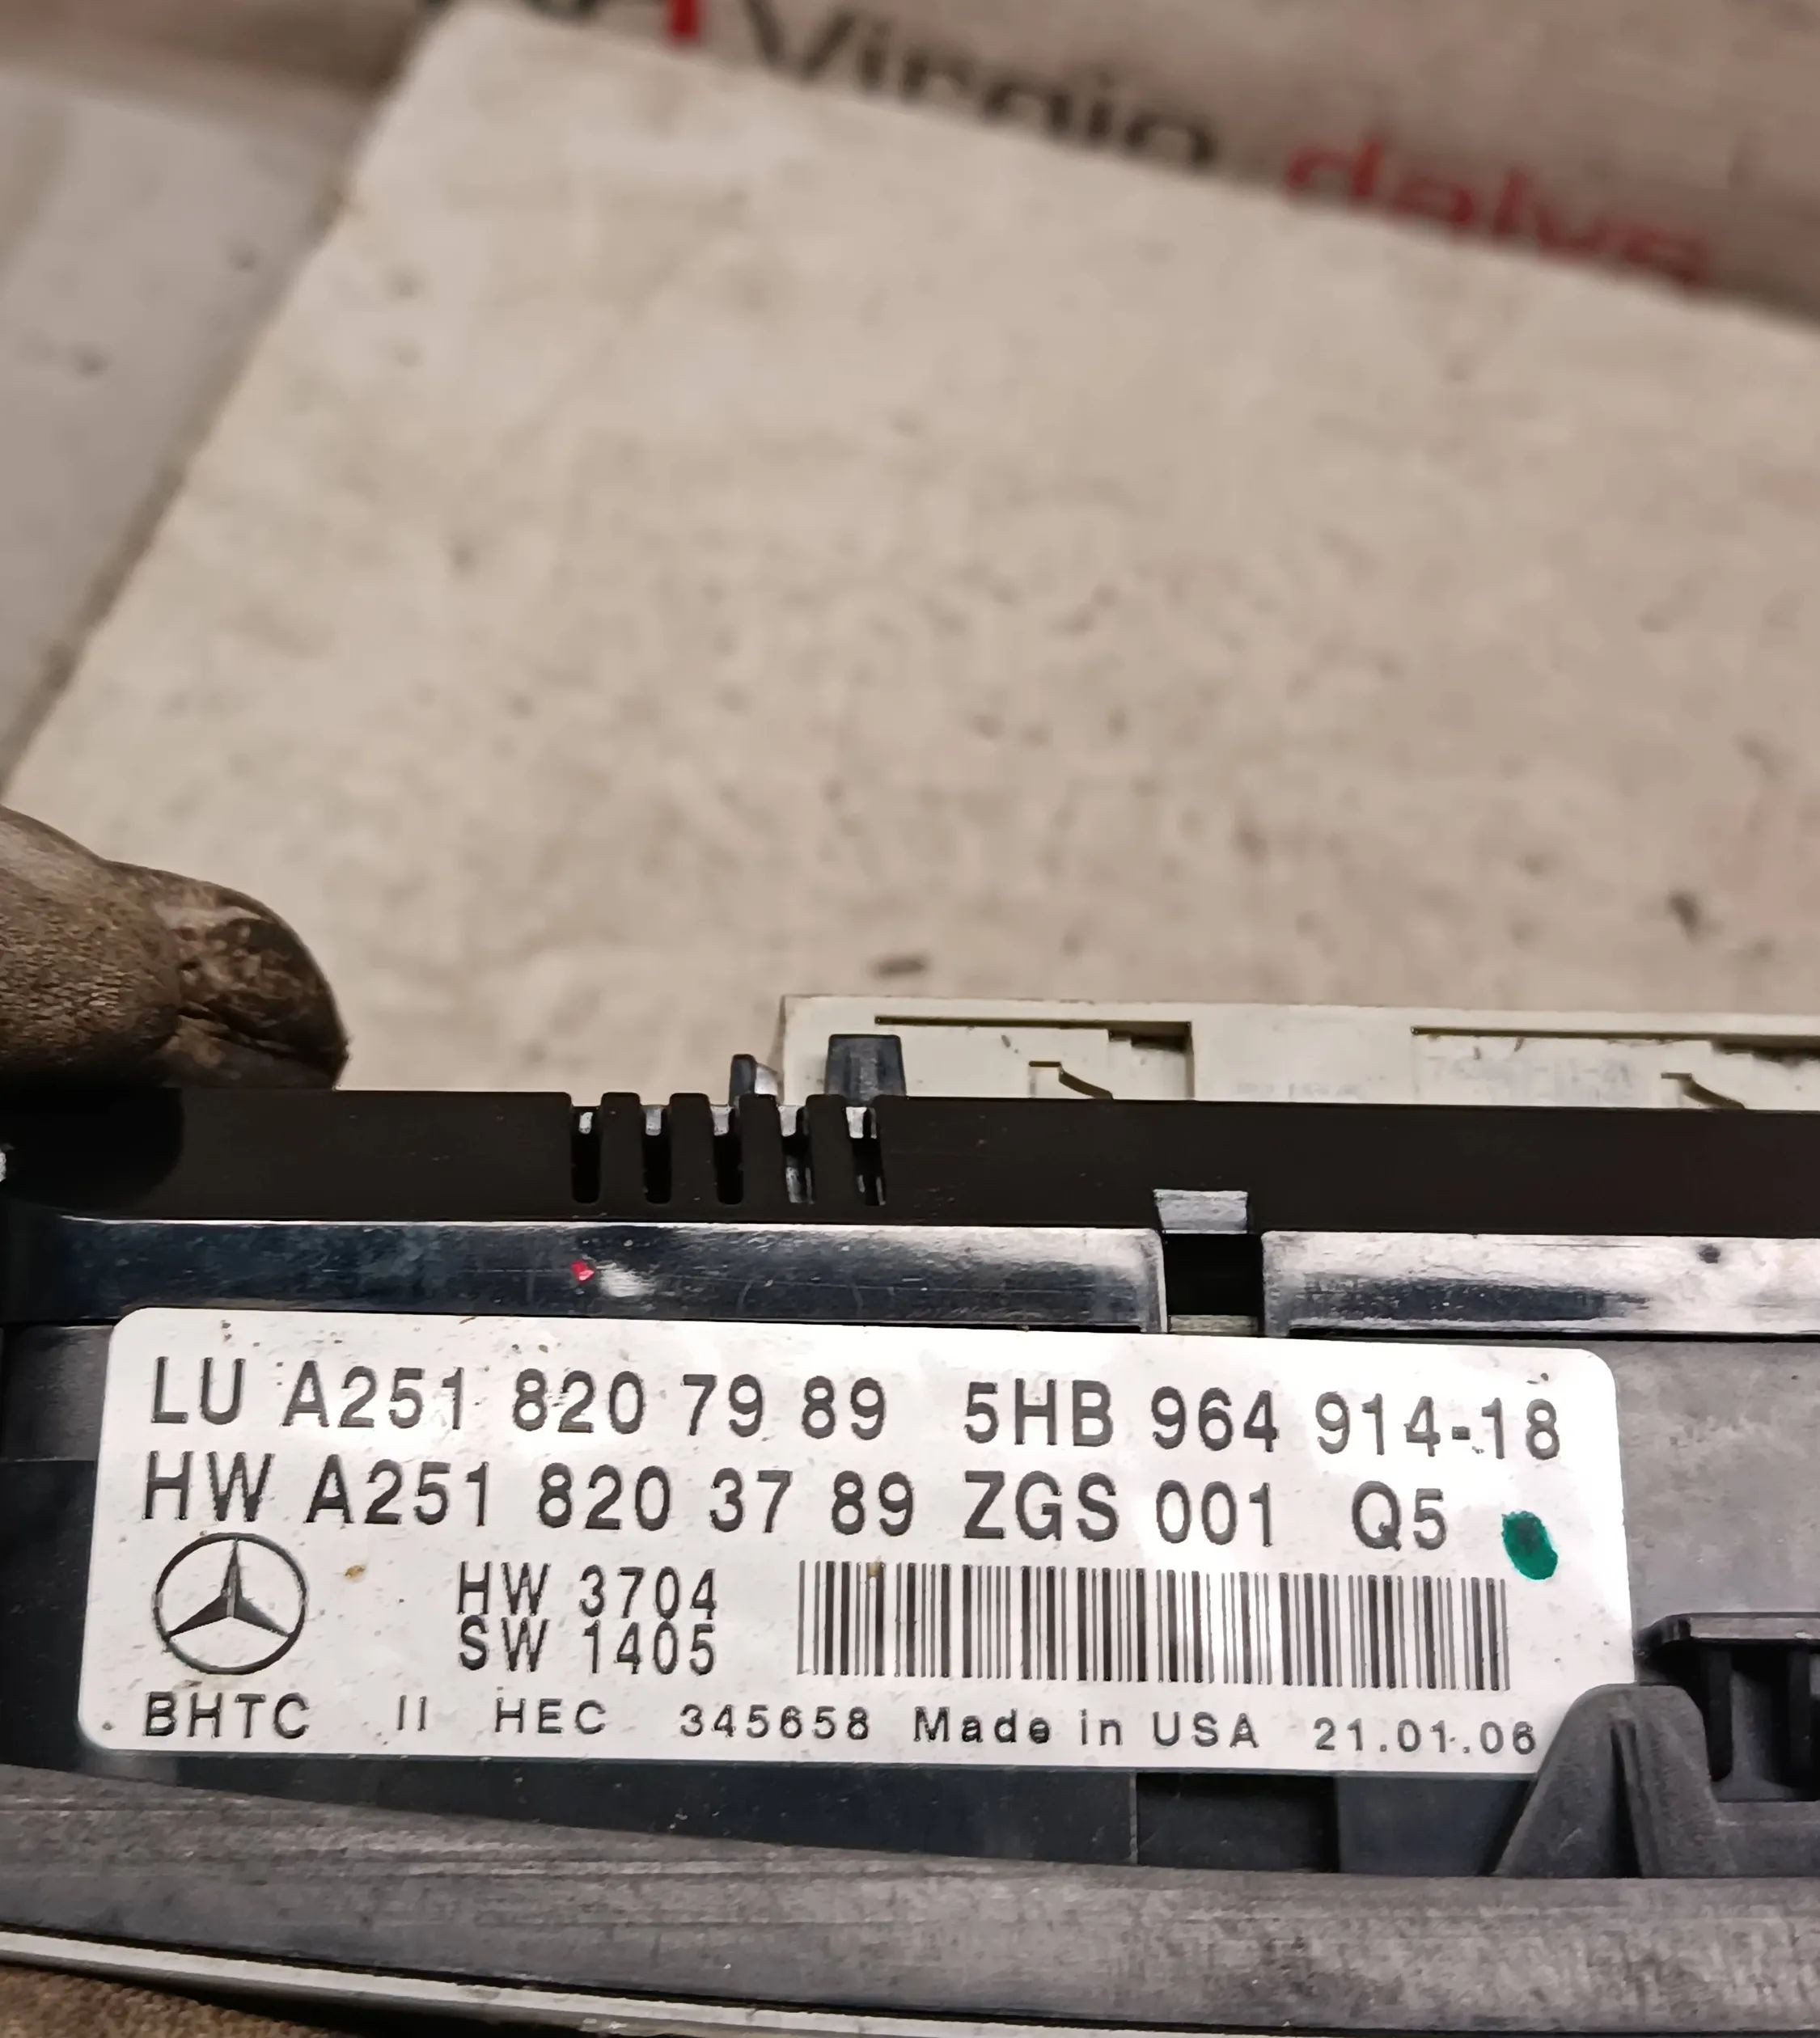 Virgin
LU A251 820 79 89 5HB 964 914-18
HW A251 820 37 89 ZGS 001 Q5
HW 3704
SW 1405
BHTC II HEC 345658 Made in USA 21.01.06